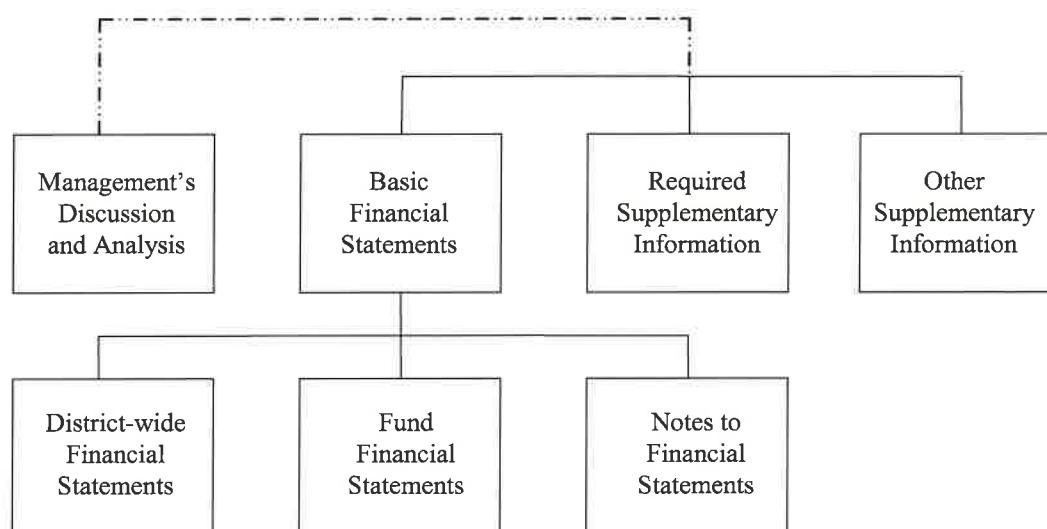 Management's
Discussion
and Analysis
Basic
Financial
Statements
Required
Supplementary
Information
Other
Supplementary
Information
District-wide
Financial
Statements
Fund
Financial
Statements
Notes to
Financial
Statements